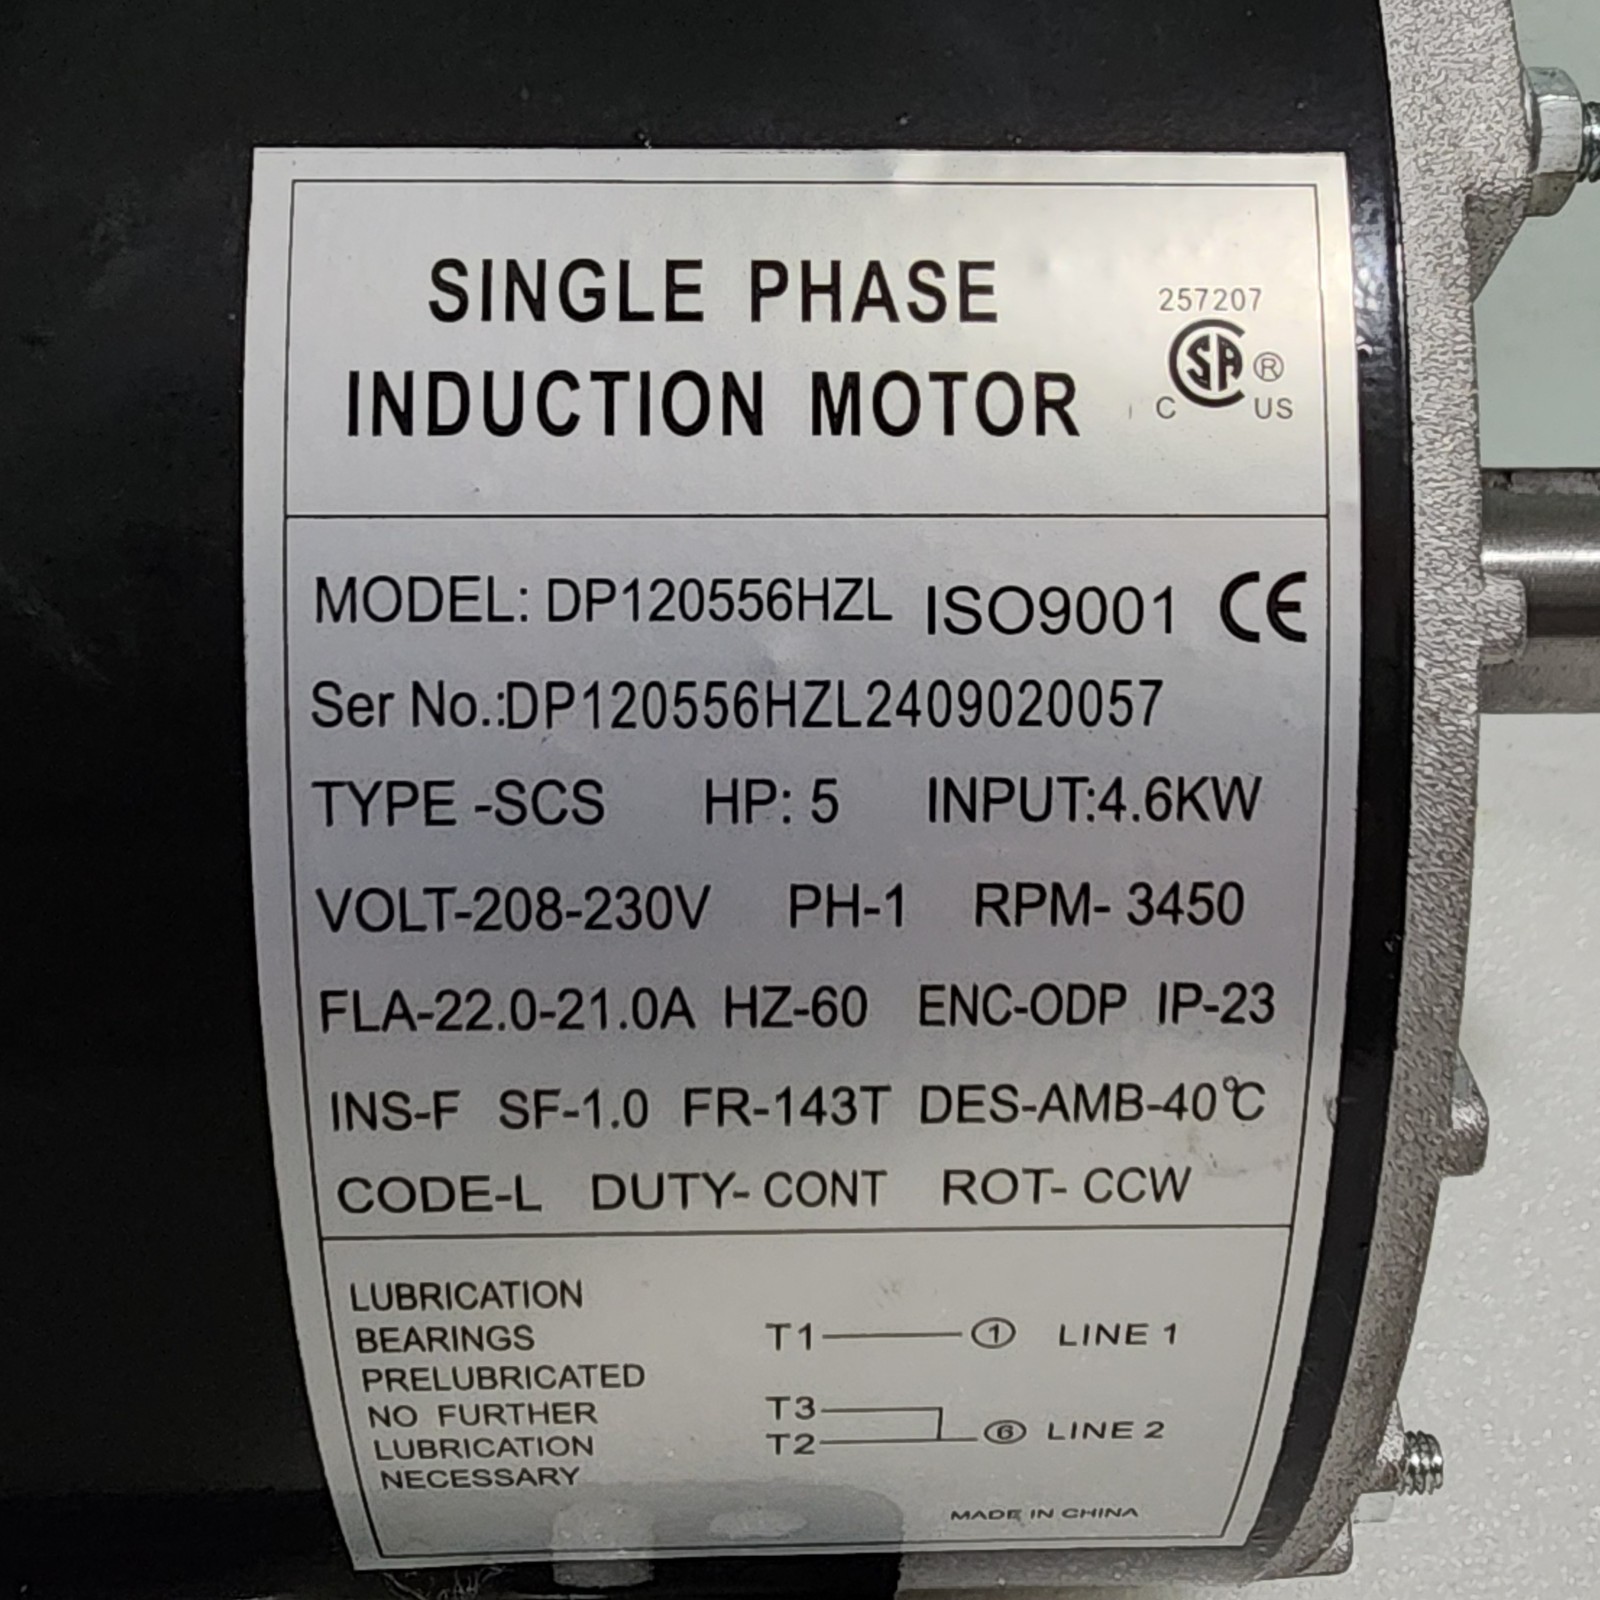 SINGLE PHASE
INDUCTION MOTOR
257207
SA ®
C US
MODEL: DP120556HZL ISO9001 CE
Ser No.:DP120556HZL2409020057
TYPE -SCS HP: 5 INPUT:4.6KW
VOLT-208-230V PH-1 RPM- 3450
FLA-22.0-21.0A HZ-60 ENC-ODP IP-23
INS-F SF-1.0 FR-143T DES-AMB-40℃
CODE-L DUTY- CONT ROT- CCW
LUBRICATION
BEARINGS
PRELUBRICATED
NO FURTHER
LUBRICATION
NECESSARY
T1 ① LINE 1
T3
T2 ⑥ LINE 2
MADE IN CHINA